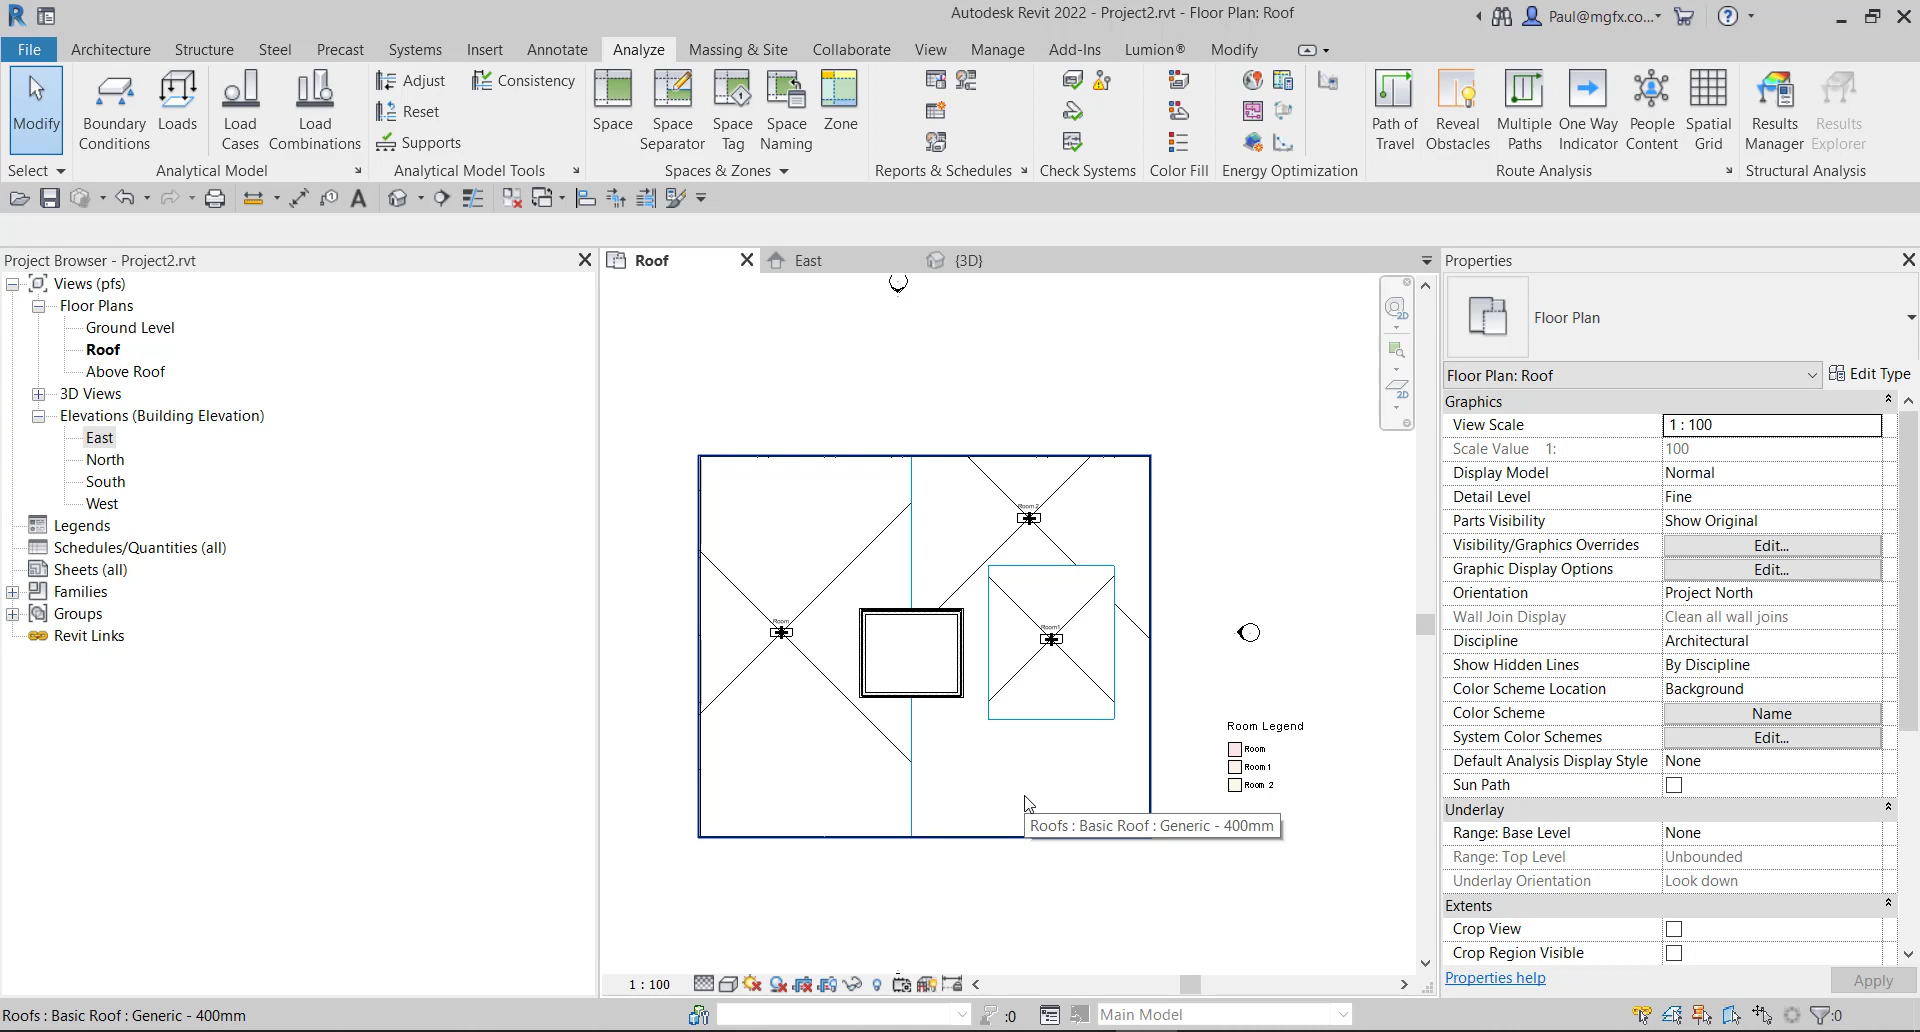 Autodesk Revit 2022 - Project2.rvt - Floor Plan: Roof
Paul@mgfx.co...
File Architecture Structure Steel Precast Systems Insert Annotate Analyze Massing & Site Collaborate View Manage Add-Ins Lumion® Modify
Modify
Boundary Conditions
Loads
Load Cases
Load Combinations
Adjust
Reset
Supports
Consistency
Space
Space Separator
Space Tag
Space Naming
Zone
Path of Travel
Reveal Obstacles
Multiple Paths
One Way Indicator
People Content
Spatial Grid
Results Manager
Results Explorer
Select Analytical Model Analytical Model Tools Spaces & Zones Reports & Schedules Check Systems Color Fill Energy Optimization Route Analysis Structural Analysis
Project Browser - Project2.rvt
Views (pfs)
Floor Plans
Ground Level
Roof
Above Roof
3D Views
Elevations (Building Elevation)
East
North
South
West
Legends
Schedules/Quantities (all)
Sheets (all)
Families
Groups
Revit Links
Roof
East
{3D}
2D
2D
Room 2
Room
Room1
Room Legend
Room
Room 1
Room 2
Roofs : Basic Roof : Generic - 400mm
1 : 100
Properties
Floor Plan
Floor Plan: Roof
Edit Type
Graphics
View Scale 1 : 100
Scale Value 1: 100
Display Model Normal
Detail Level Fine
Parts Visibility Show Original
Visibility/Graphics Overrides Edit...
Graphic Display Options Edit...
Orientation Project North
Wall Join Display Clean all wall joins
Discipline Architectural
Show Hidden Lines By Discipline
Color Scheme Location Background
Color Scheme Name
System Color Schemes Edit...
Default Analysis Display Style None
Sun Path
Underlay
Range: Base Level None
Range: Top Level Unbounded
Underlay Orientation Look down
Extents
Crop View
Crop Region Visible
Properties help
Apply
Roofs : Basic Roof : Generic - 400mm
:0
Main Model
:0